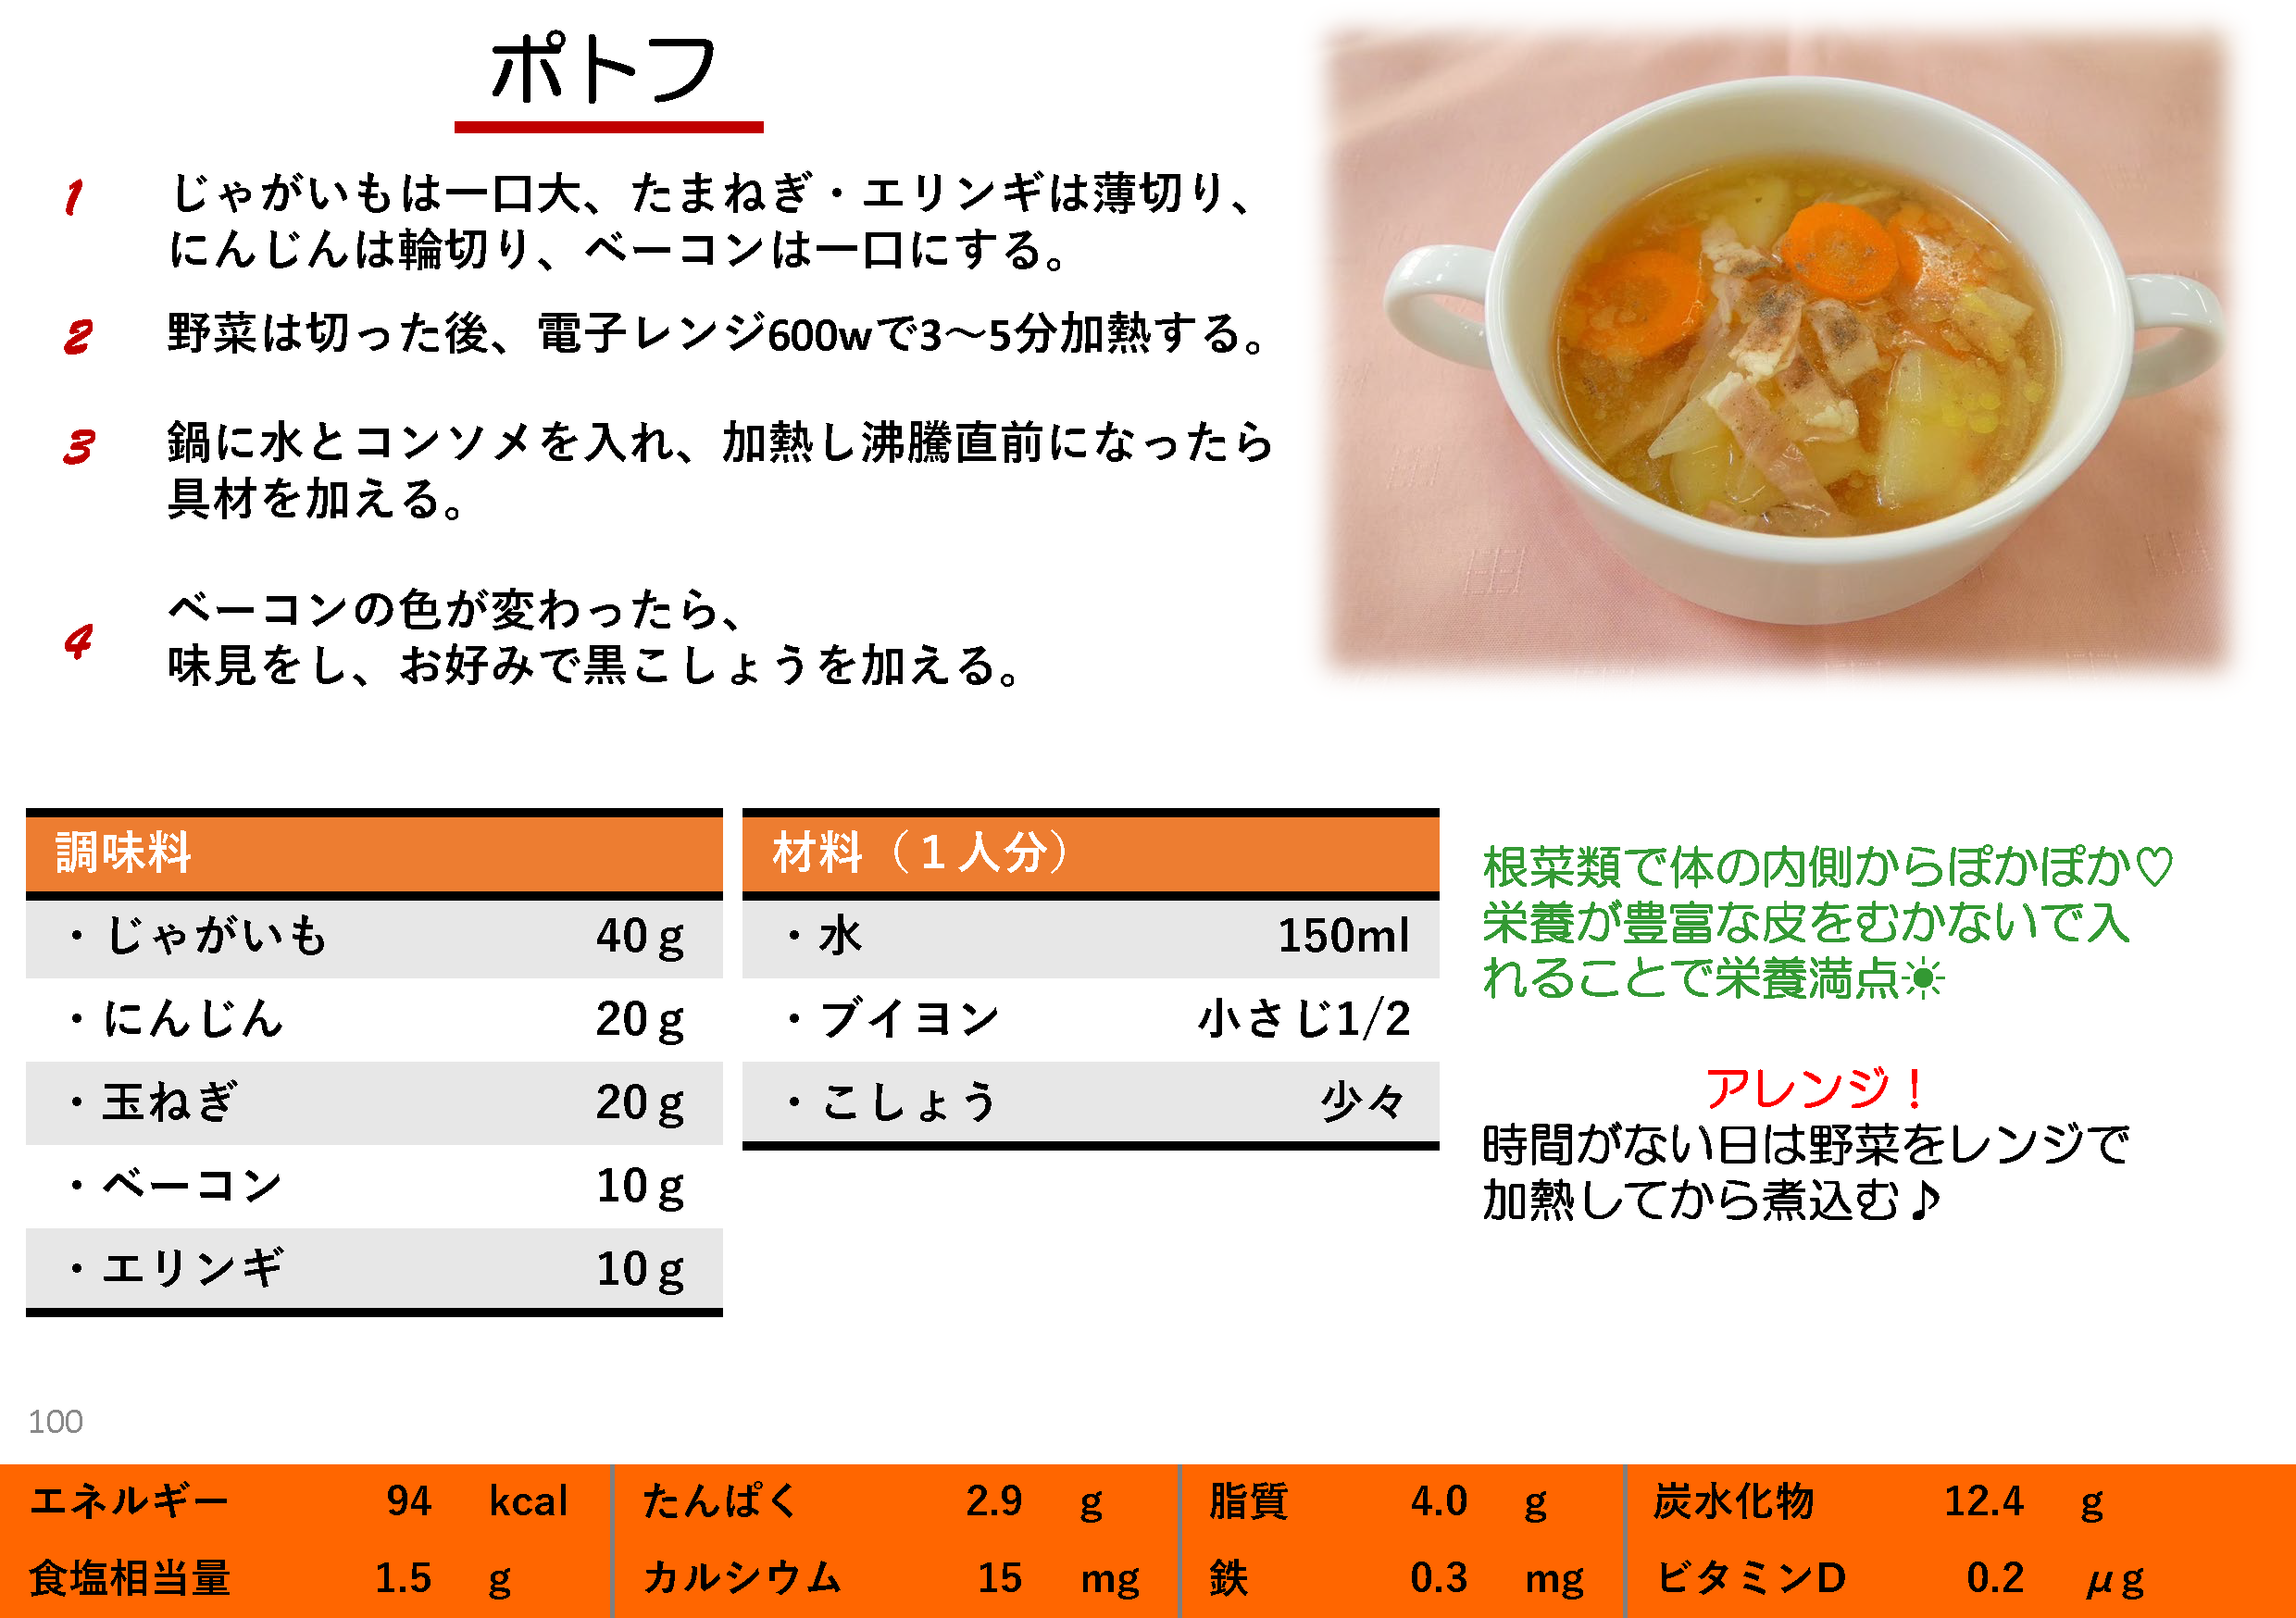 ポトフ
1 じゃがいもは一口大、たまねぎ・エリンギは薄切り、
にんじんは輪切り、ベーコンは一口にする。
2 野菜は切った後、電子レンジ600wで3～5分加熱する。
3 鍋に水とコンソメを入れ、加熱し沸騰直前になったら
具材を加える。
4 ベーコンの色が変わったら、
味見をし、お好みで黒こしょうを加える。
調味料
・じゃがいも 40ｇ
・にんじん 20ｇ
・玉ねぎ 20ｇ
・ベーコン 10ｇ
・エリンギ 10ｇ
材料（１人分）
・水 150ml
・ブイヨン 小さじ1/2
・こしょう 少々
根菜類で体の内側からぽかぽか♡
栄養が豊富な皮をむかないで入
れることで栄養満点☀
アレンジ！
時間がない日は野菜をレンジで
加熱してから煮込む♪
100
エネルギー 94 kcal たんぱく 2.9 g 脂質 4.0 g 炭水化物 12.4 g
食塩相当量 1.5 g カルシウム 15 mg 鉄 0.3 mg ビタミンD 0.2 μg